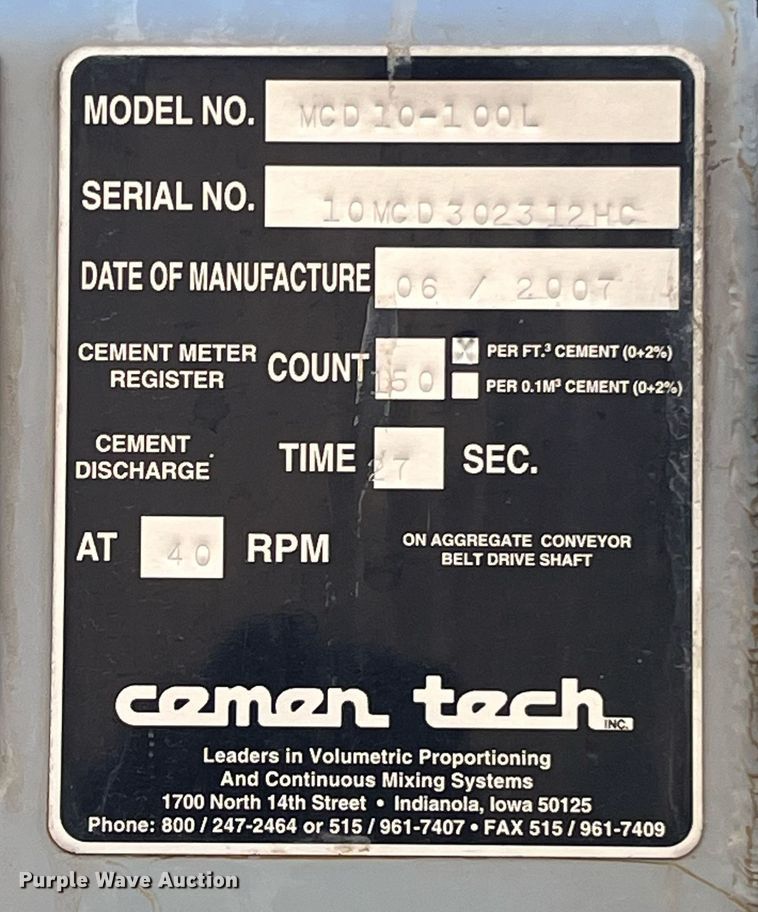 MODEL NO. MCD10-100L
SERIAL NO. 10MCD302312HC
DATE OF MANUFACTURE 06 / 2007
CEMENT METER REGISTER COUNT 150 X PER FT.³ CEMENT (0+2%)
PER 0.1M³ CEMENT (0+2%)
CEMENT DISCHARGE TIME 27 SEC.
AT 40 RPM ON AGGREGATE CONVEYOR
BELT DRIVE SHAFT
cemen tech INC.
Leaders in Volumetric Proportioning
And Continuous Mixing Systems
1700 North 14th Street • Indianola, Iowa 50125
Phone: 800 / 247-2464 or 515 / 961-7407 • FAX 515 / 961-7409
Purple Wave Auction